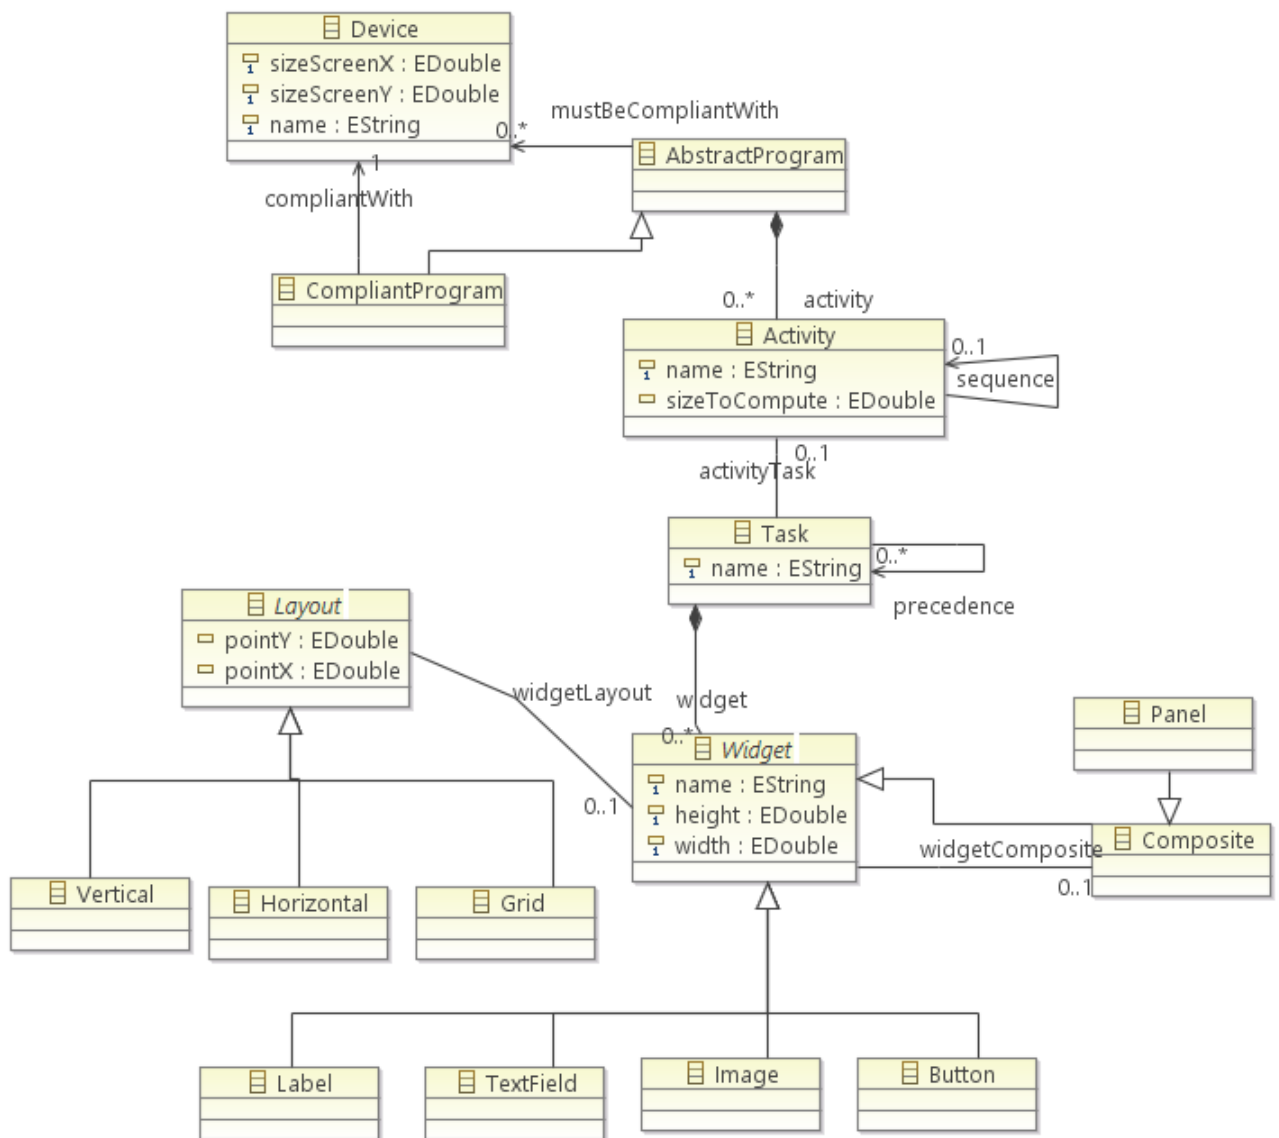 Device
sizeScreenX : EDouble
sizeScreenY : EDouble
name : EString
0..*
mustBeCompliantWith
AbstractProgram
1
compliantWith
CompliantProgram
0..*
activity
Activity
name : EString
sizeToCompute : EDouble
0..1
sequence
0..1
activityTask
Task
name : EString
0..*
precedence
Layout
pointY : EDouble
pointX : EDouble
widgetLayout
widget
0..*
Widget
name : EString
height : EDouble
width : EDouble
0..1
Panel
Composite
widgetComposite
0..1
Vertical
Horizontal
Grid
Label
TextField
Image
Button